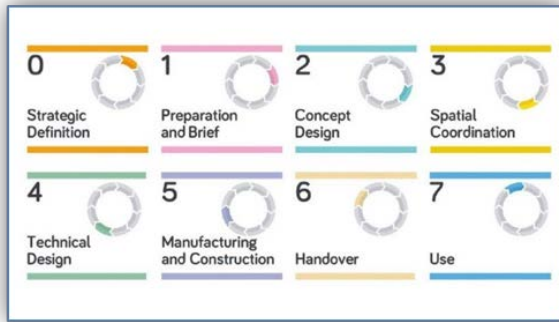 0
Strategic
Definition
1
Preparation
and Brief
2
Concept
Design
3
Spatial
Coordination
4
Technical
Design
5
Manufacturing
and Construction
6
Handover
7
Use